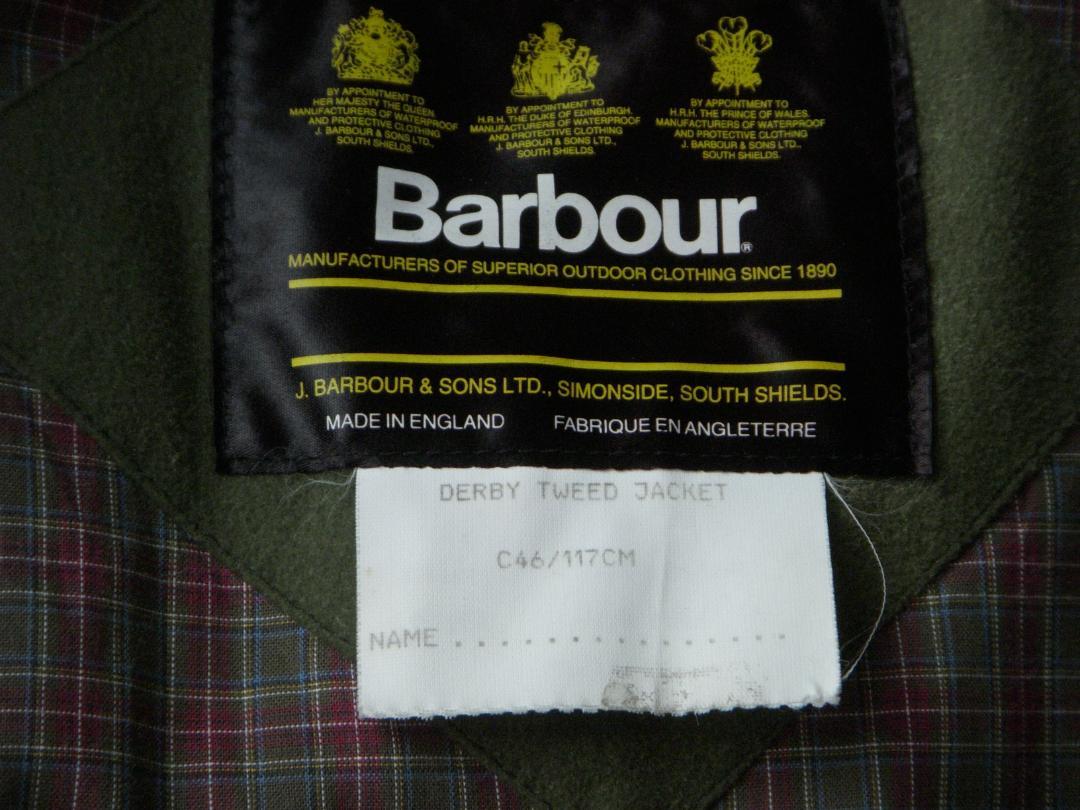 BY APPOINTMENT TO
HER MAJESTY THE QUEEN
MANUFACTURERS OF WATERPROOF
AND PROTECTIVE CLOTHING
J. BARBOUR & SONS LTD.,
SOUTH SHIELDS.
BY APPOINTMENT TO
H.R.H. THE DUKE OF EDINBURGH.
MANUFACTURERS OF WATERPROOF
AND PROTECTIVE CLOTHING
J. BARBOUR & SONS LTD.,
SOUTH SHIELDS.
BY APPOINTMENT TO
H.R.H. THE PRINCE OF WALES.
MANUFACTURERS OF WATERPROOF
AND PROTECTIVE CLOTHING
J. BARBOUR & SONS LTD.,
SOUTH SHIELDS.
Barbour®
MANUFACTURERS OF SUPERIOR OUTDOOR CLOTHING SINCE 1890
J. BARBOUR & SONS LTD., SIMONSIDE, SOUTH SHIELDS.
MADE IN ENGLAND FABRIQUE EN ANGLETERRE
DERBY TWEED JACKET
C46/117CM
NAME . . . . . . . . . . . . . . .